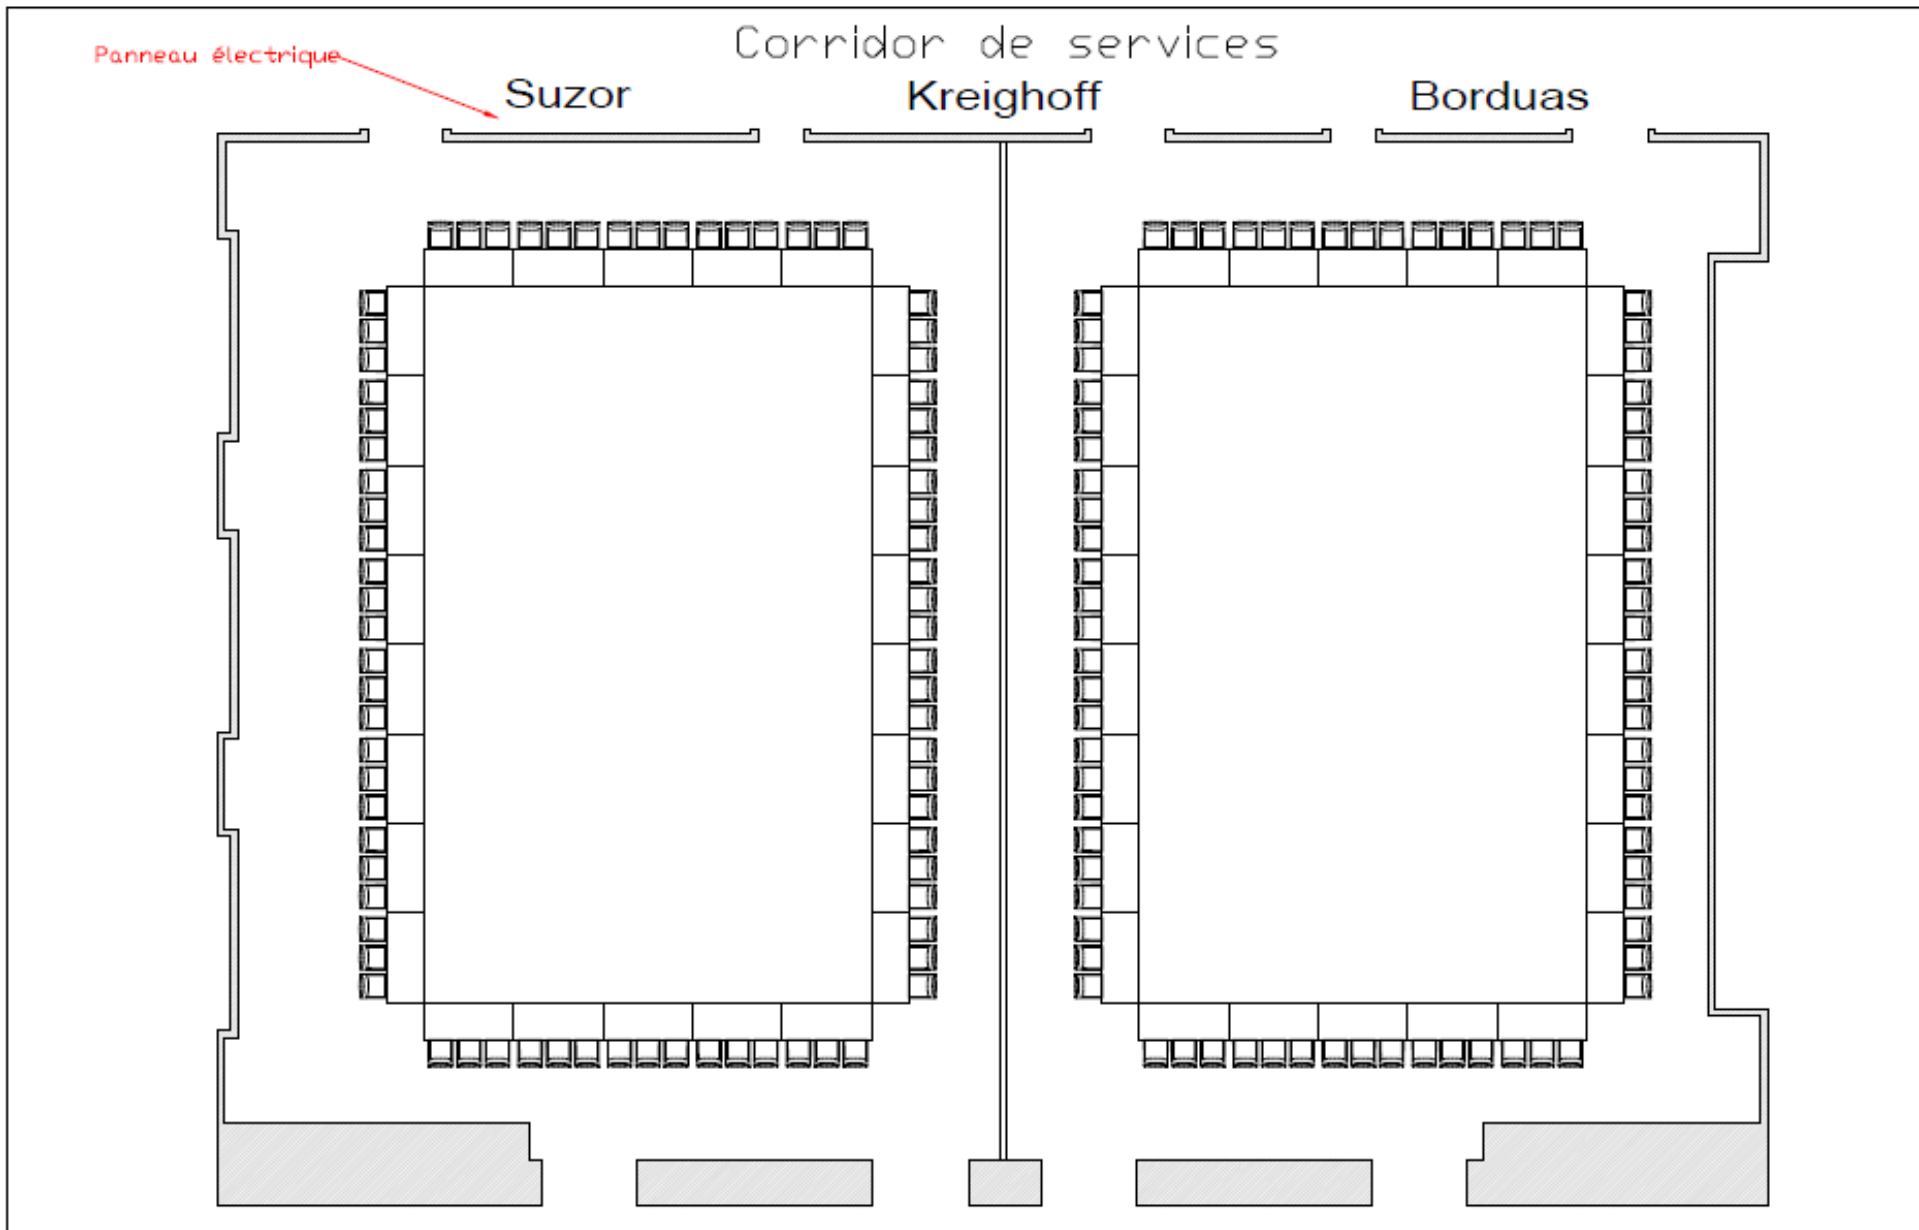 Corridor de services
Panneau électrique
Suzor
Kreighoff
Borduas